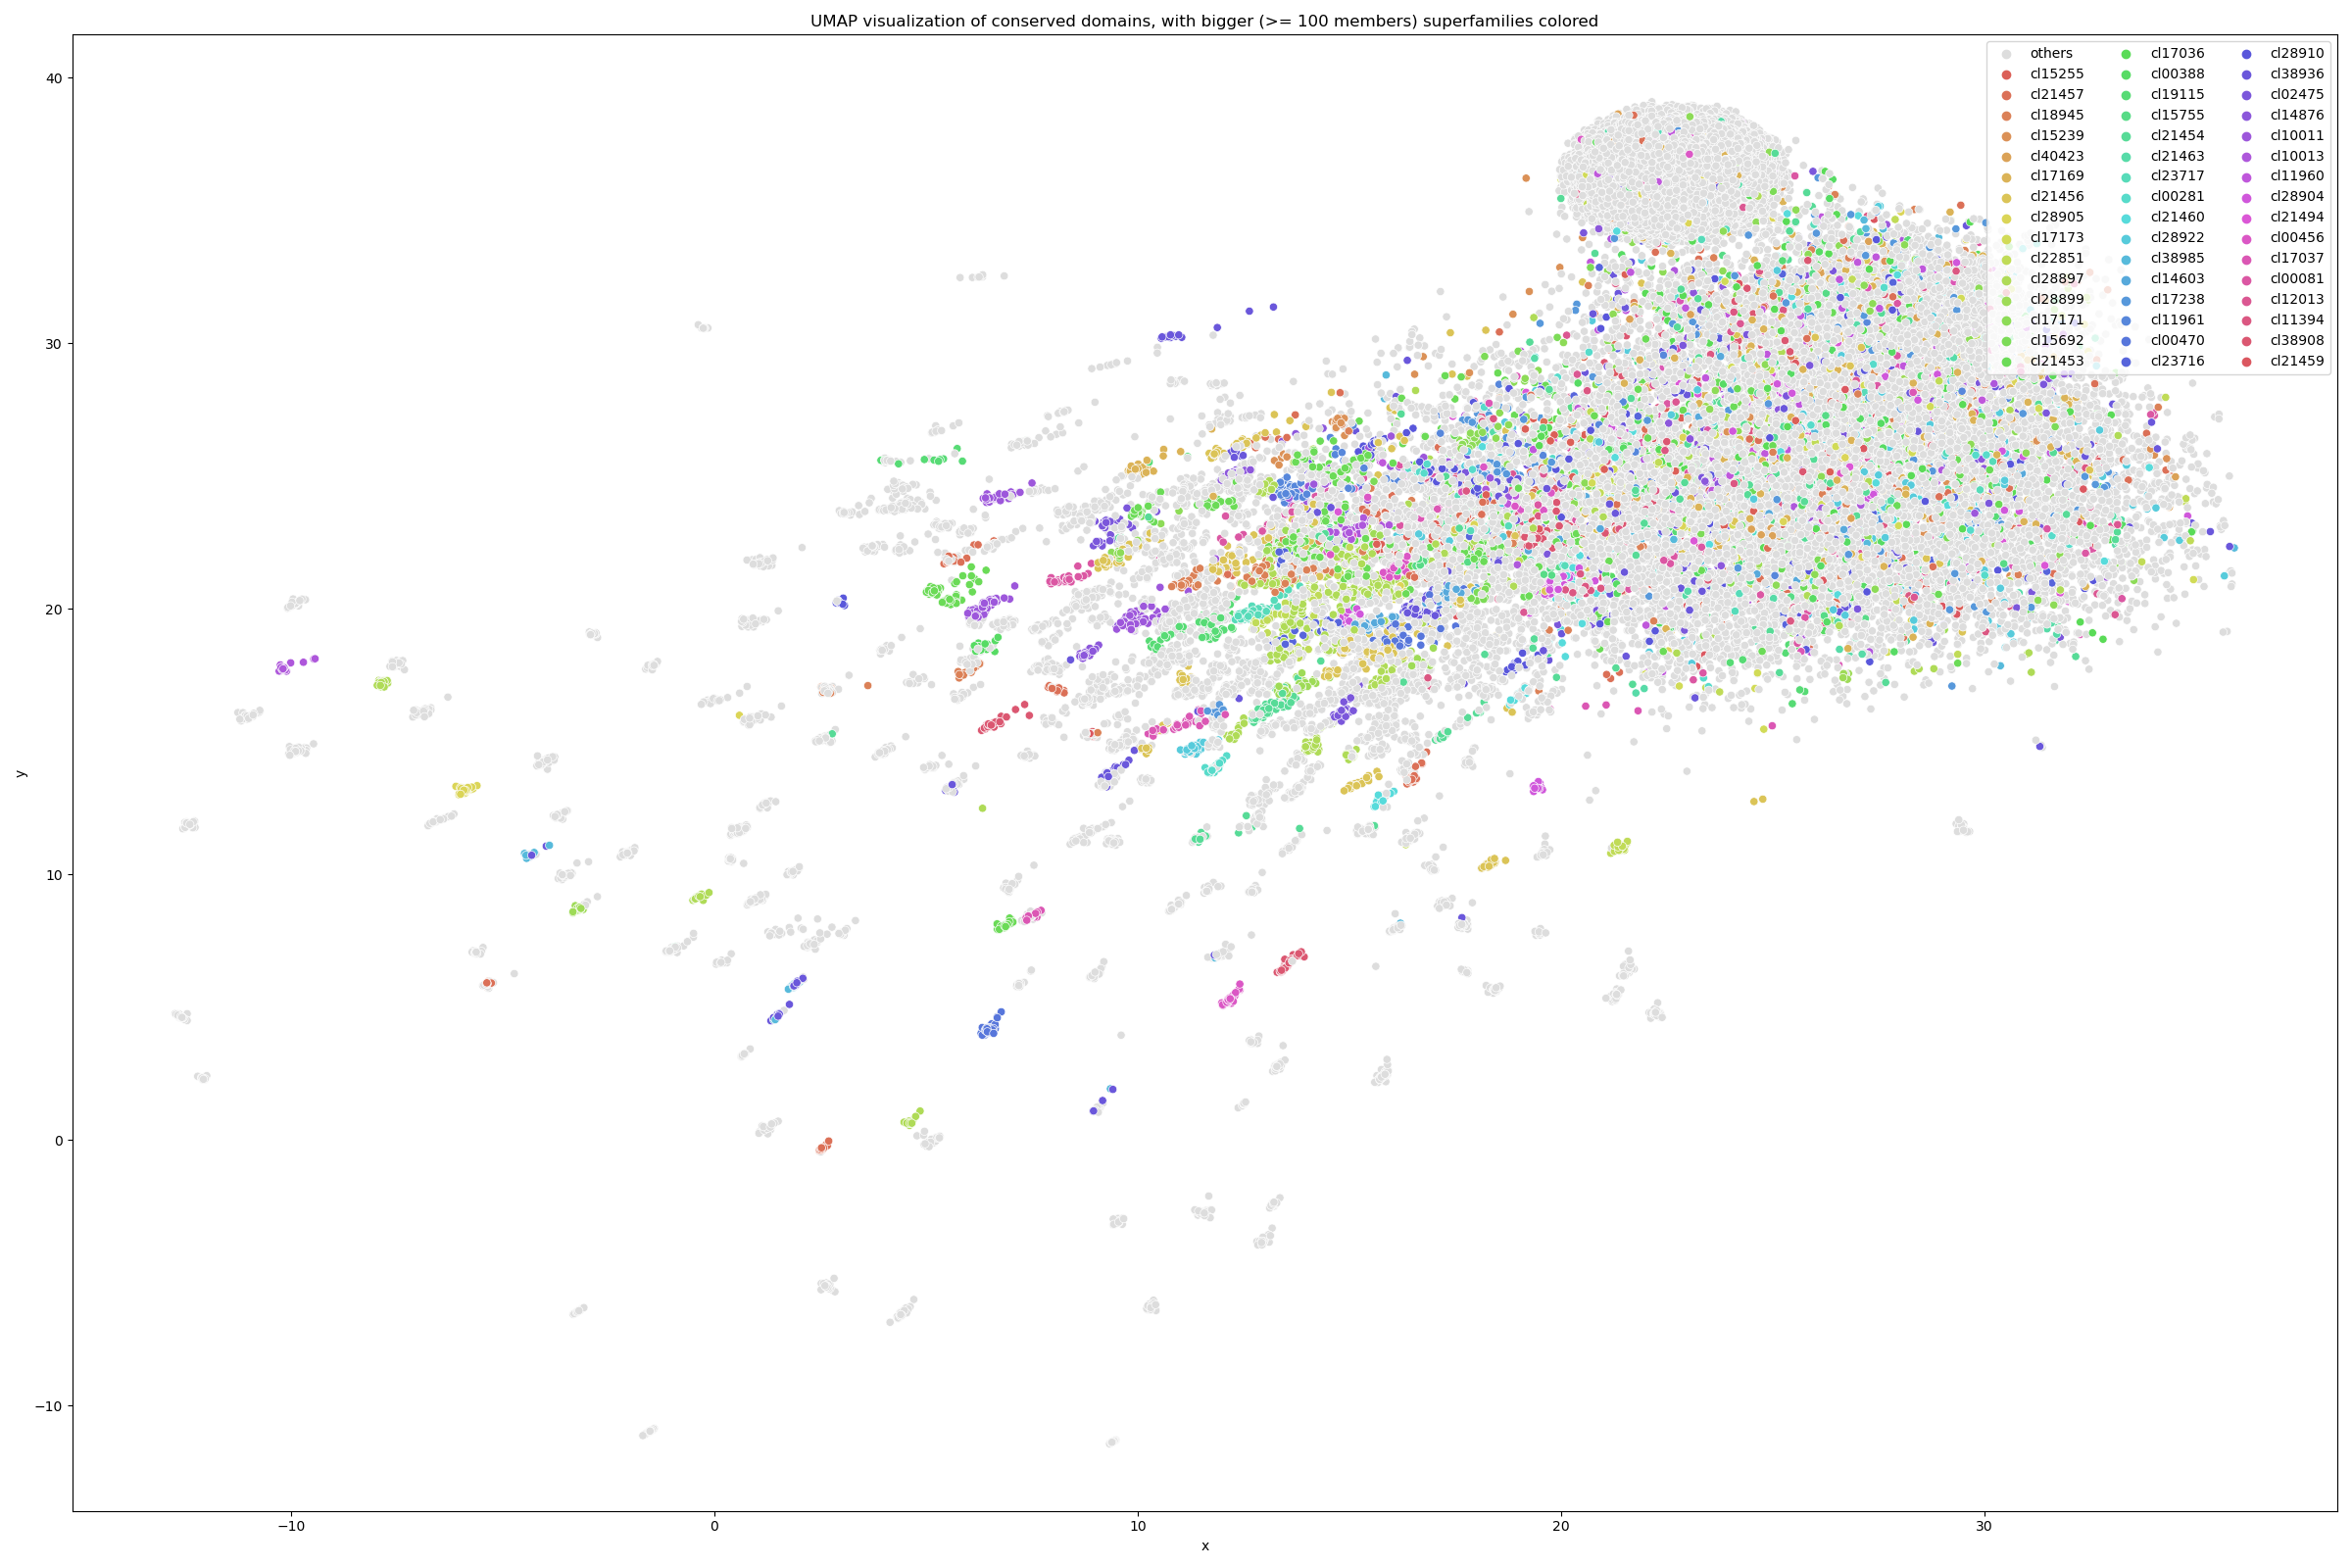 UMAP visualization of conserved domains, with bigger (>= 100 members) superfamilies colored
others
cl15255
cl21457
cl18945
cl15239
cl40423
cl17169
cl21456
cl28905
cl17173
cl22851
cl28897
cl28899
cl17171
cl15692
cl21453
cl17036
cl00388
cl19115
cl15755
cl21454
cl21463
cl23717
cl00281
cl21460
cl28922
cl38985
cl14603
cl17238
cl11961
cl00470
cl23716
cl28910
cl38936
cl02475
cl14876
cl10011
cl10013
cl11960
cl28904
cl21494
cl00456
cl17037
cl00081
cl12013
cl11394
cl38908
cl21459
40
30
20
10
0
−10
y
−10
0
10
20
30
x